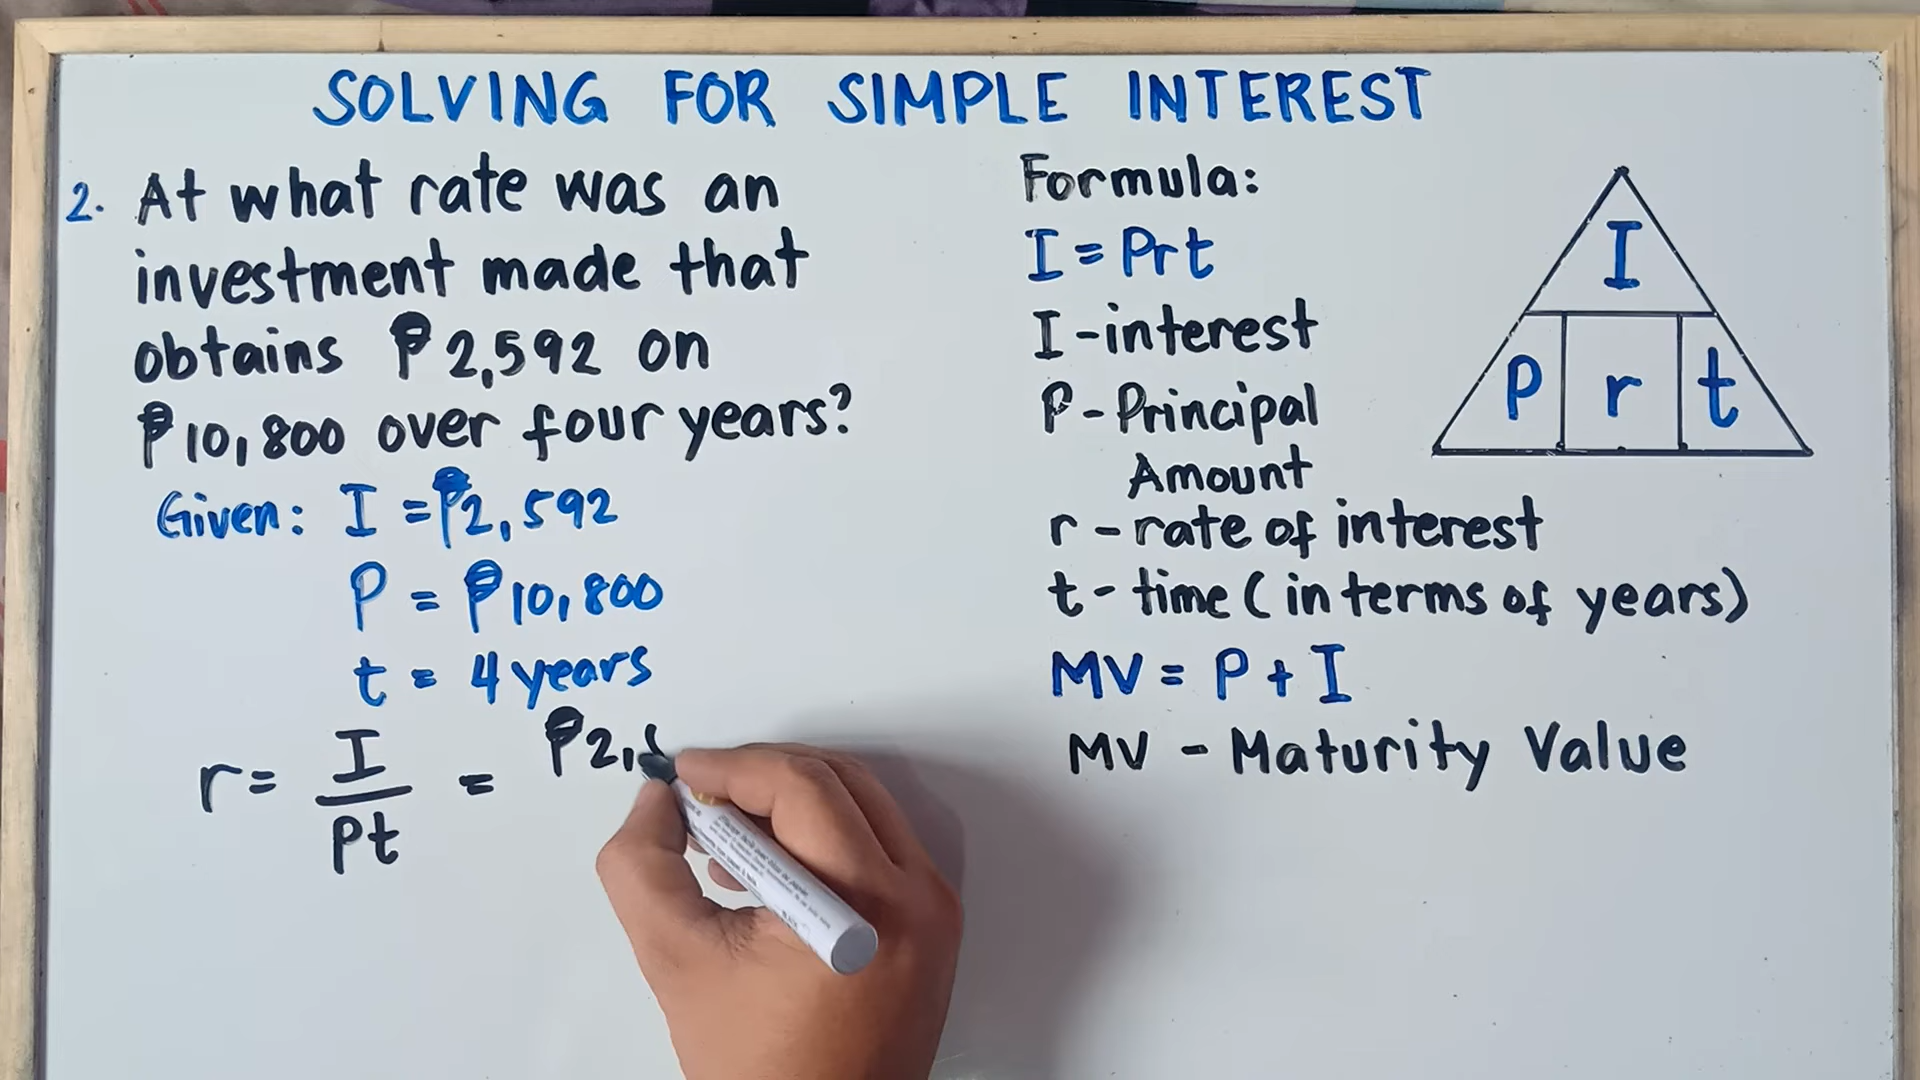 SOLVING FOR SIMPLE INTEREST
2. At what rate was an
investment made that
obtains ₱2,592 on
₱10,800 over four years?
Given: I = ₱2,592
P = ₱10,800
t = 4 years
r = I/Pt = ₱2,
Formula:
I = Prt
I - interest
P - Principal
Amount
r - rate of interest
t - time (in terms of years)
MV = P + I
MV - Maturity Value
I
P r t